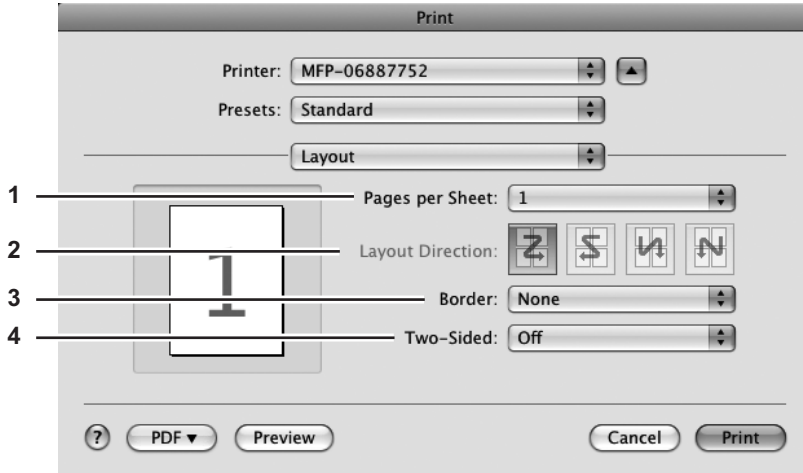 Print
Printer: MFP-06887752
Presets: Standard
Layout
1 Pages per Sheet: 1
2 Layout Direction:
3 Border: None
4 Two-Sided: Off
1
? PDF▼ Preview Cancel Print